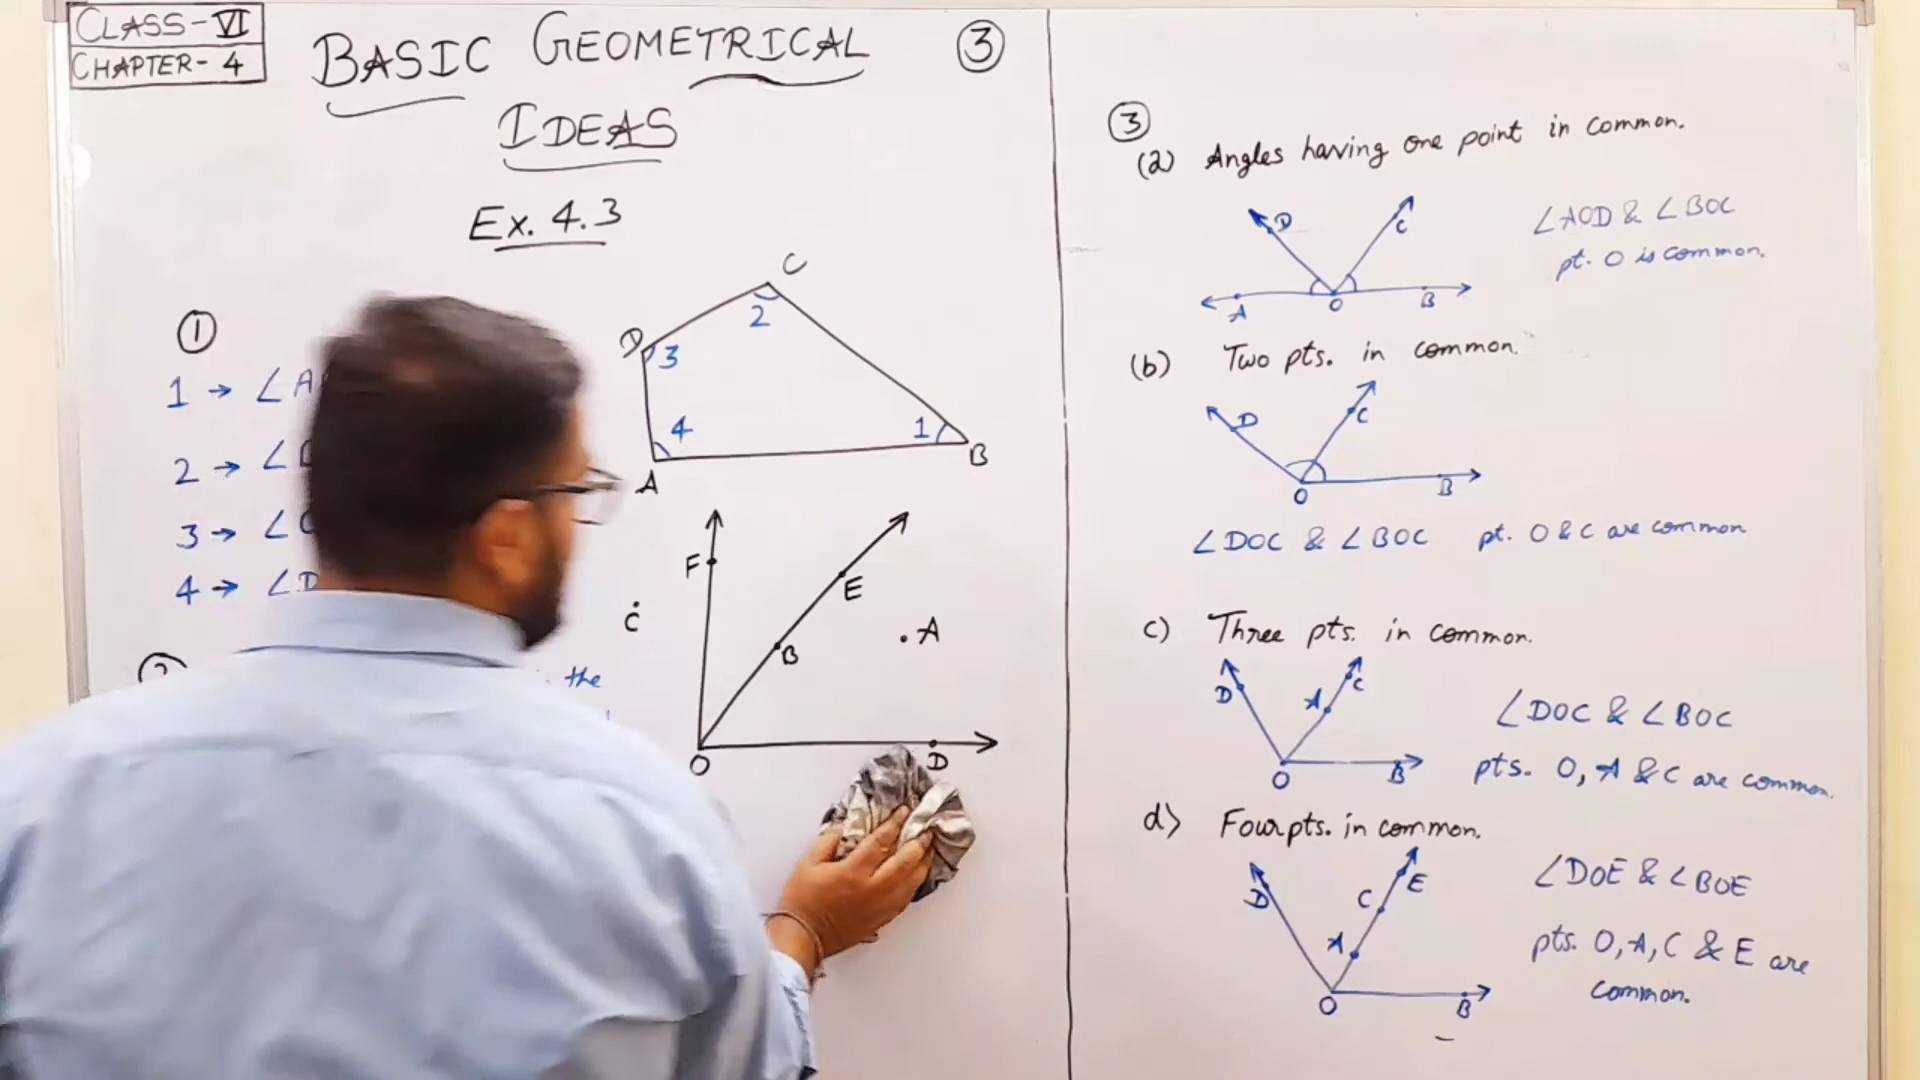 CLASS-VI
CHAPTER-4
BASIC GEOMETRICAL
IDEAS
3
Ex. 4.3
1
1 → ∠A
2 → ∠
3 → ∠
4 → ∠D
the
C
D
2
3
4
1
A
B
F
E
C
A
B
O
D
3
(a) Angles having one point in common.
D
C
A
O
B
∠AOD & ∠BOC
pt. O is common.
(b) Two pts. in common.
D
C
O
B
∠DOC & ∠BOC pt. O & C are common
c) Three pts. in common.
D
A
C
O
B
∠DOC & ∠BOC
pts. O, A & C are common.
d) Four pts. in common.
D
C
E
A
O
B
∠DOE & ∠BOE
pts. O, A, C & E are
common.